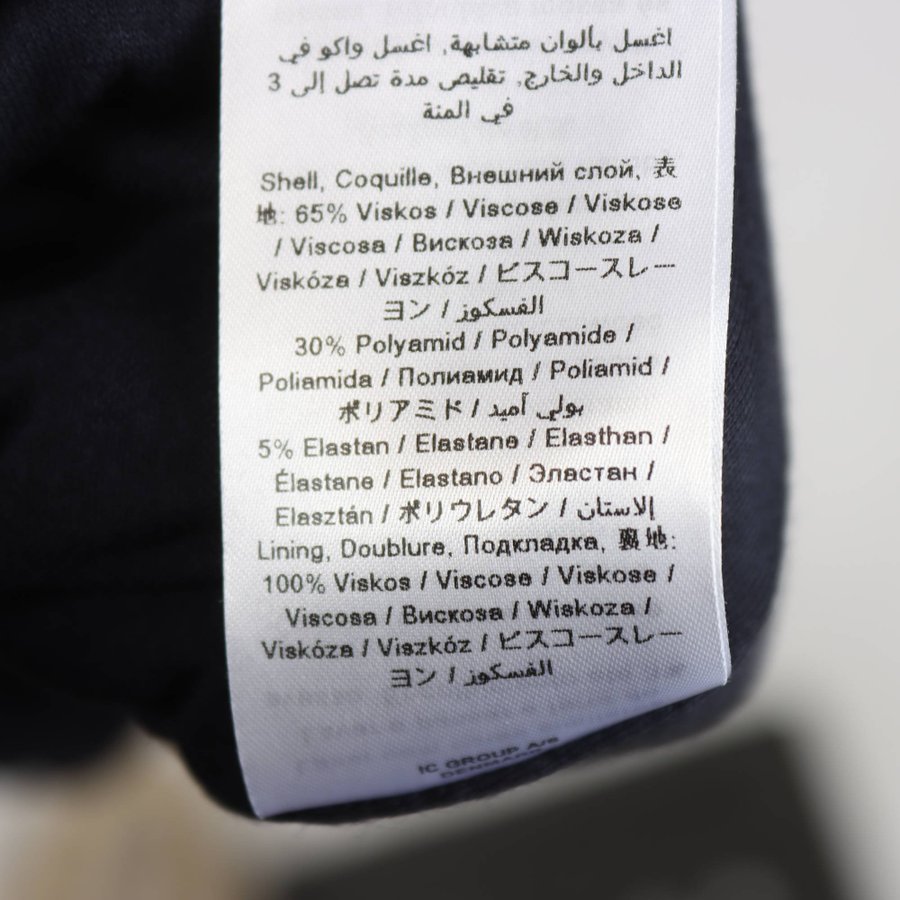 اغسل بألوان متشابهة, اغسل واكو في
الداخل والخارج, تقليص مدة تصل إلى 3
في المئة
Shell, Coquille, Внешний слой, 表
地: 65% Viskos / Viscose / Viskose
/ Viscosa / Вискоза / Wiskoza /
Viskóza / Viszkóz / ビスコースレー
ヨン / الفسكوز
30% Polyamid / Polyamide /
Poliamida / Полиамид / Poliamid /
ポリアミド / بولي آميد
5% Elastan / Elastane / Elasthan /
Élastane / Elastano / Эластан /
Elasztán / ポリウレタン / الاستان
Lining, Doublure, Подкладка, 裏地:
100% Viskos / Viscose / Viskose /
Viscosa / Вискоза / Wiskoza /
Viskóza / Viszkóz / ビスコースレー
ヨン / الفسكوز
IC GROUP A/S
DENMARK